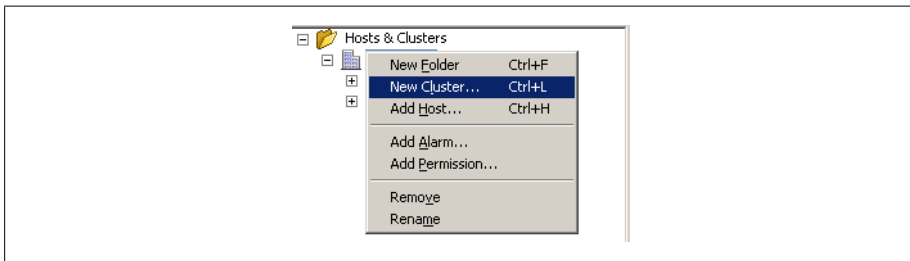 Hosts & Clusters
New Folder Ctrl+F
New Cluster... Ctrl+L
Add Host... Ctrl+H
Add Alarm...
Add Permission...
Remove
Rename